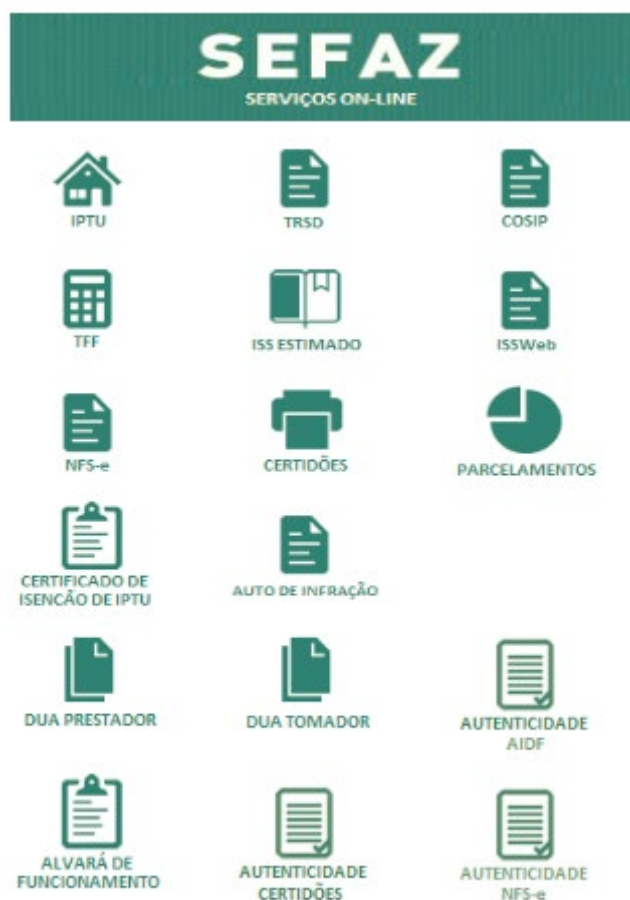 SEFAZ
SERVIÇOS ON-LINE
IPTU
TRSD
COSIP
TFF
ISS ESTIMADO
ISSWeb
NFS-e
CERTIDÕES
PARCELAMENTOS
CERTIFICADO DE
ISENCÃO DE IPTU
AUTO DE INFRAÇÃO
DUA PRESTADOR
DUA TOMADOR
AUTENTICIDADE
AIDF
ALVARÁ DE
FUNCIONAMENTO
AUTENTICIDADE
CERTIDÕES
AUTENTICIDADE
NFS-e